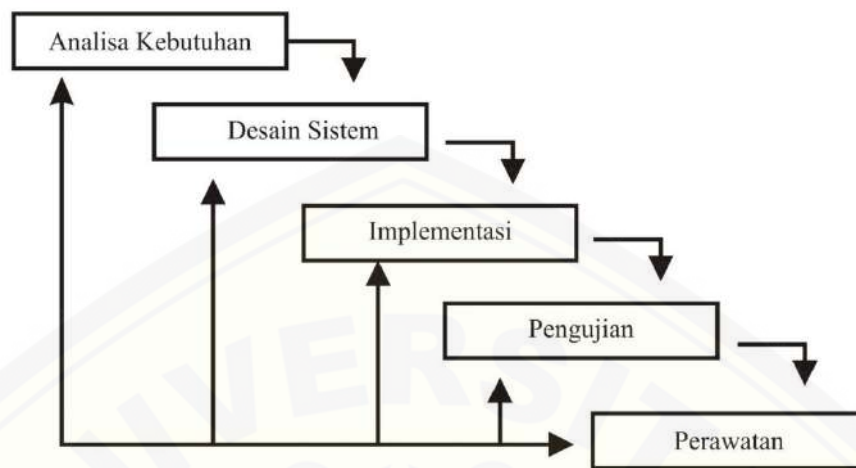 Analisa Kebutuhan
Desain Sistem
Implementasi
Pengujian
Perawatan